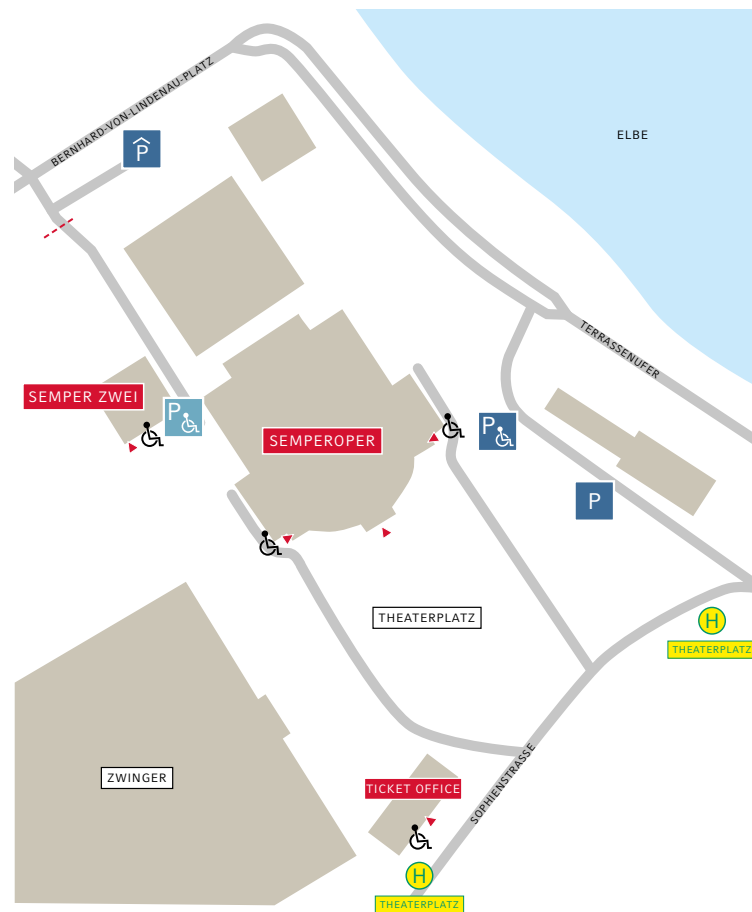 BERNHARD-VON-LINDENAU-PLATZ
P
ELBE
TERRASSENUFER
SEMPER ZWEI
P
SEMPEROPER
P
P
THEATERPLATZ
H
THEATERPLATZ
ZWINGER
TICKET OFFICE
SOPHIENSTRASSE
H
THEATERPLATZ